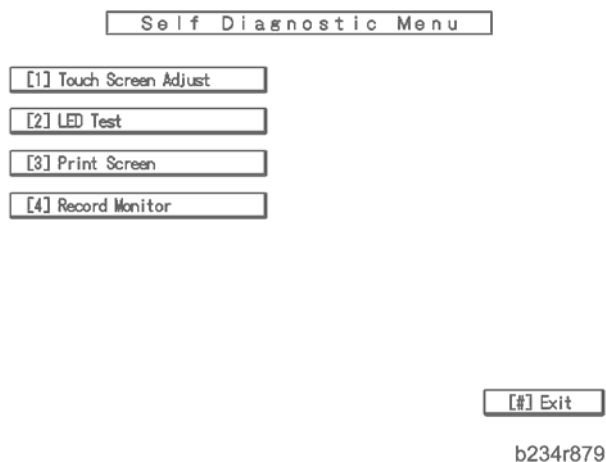 Self Diagnostic Menu
[1] Touch Screen Adjust
[2] LED Test
[3] Print Screen
[4] Record Monitor
[#] Exit
b234r879